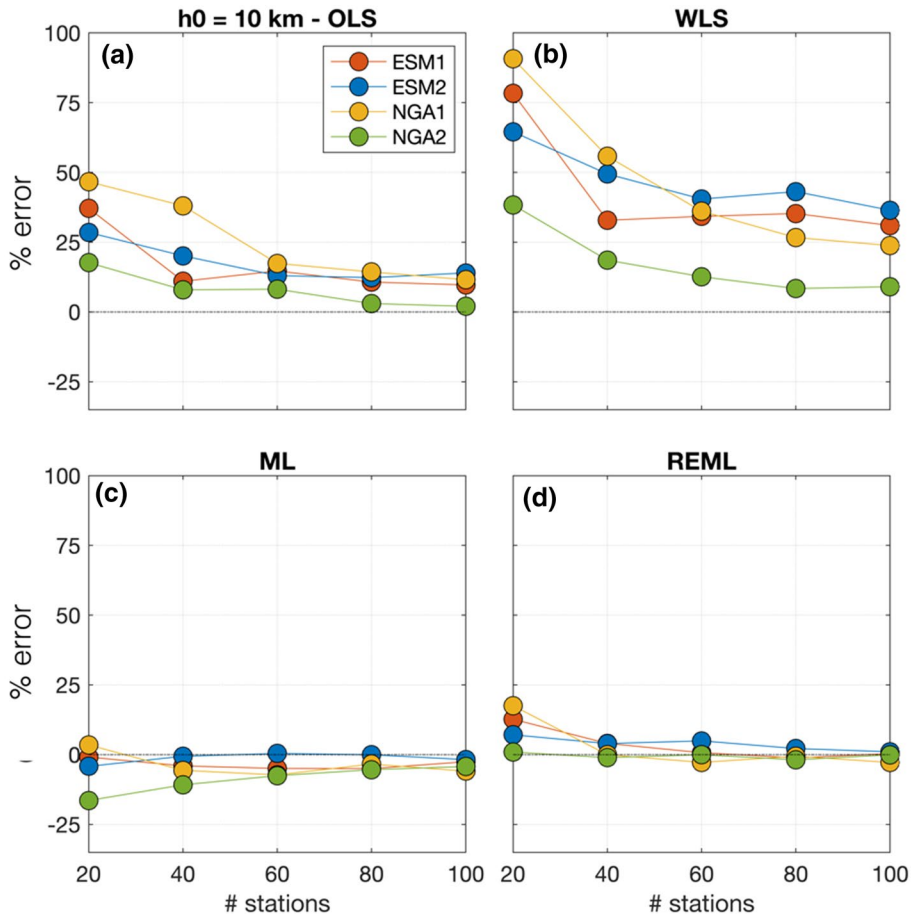 h0 = 10 km - OLS
WLS
(a)
(b)
ESM1
ESM2
NGA1
NGA2
100
75
50
25
0
-25
% error
ML
REML
(c)
(d)
100
75
50
25
0
-25
% error
20 40 60 80 100
20 40 60 80 100
# stations
# stations